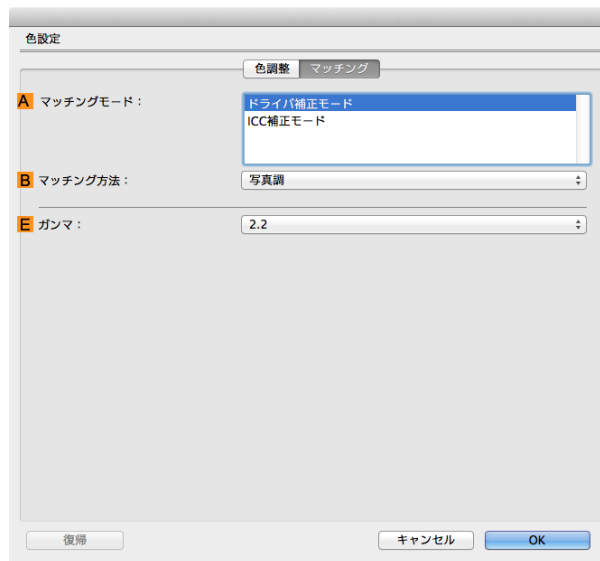 色設定
色調整 マッチング
A マッチングモード：
ドライバ補正モード
ICC補正モード
B マッチング方法： 写真調
E ガンマ： 2.2
復帰 キャンセル OK